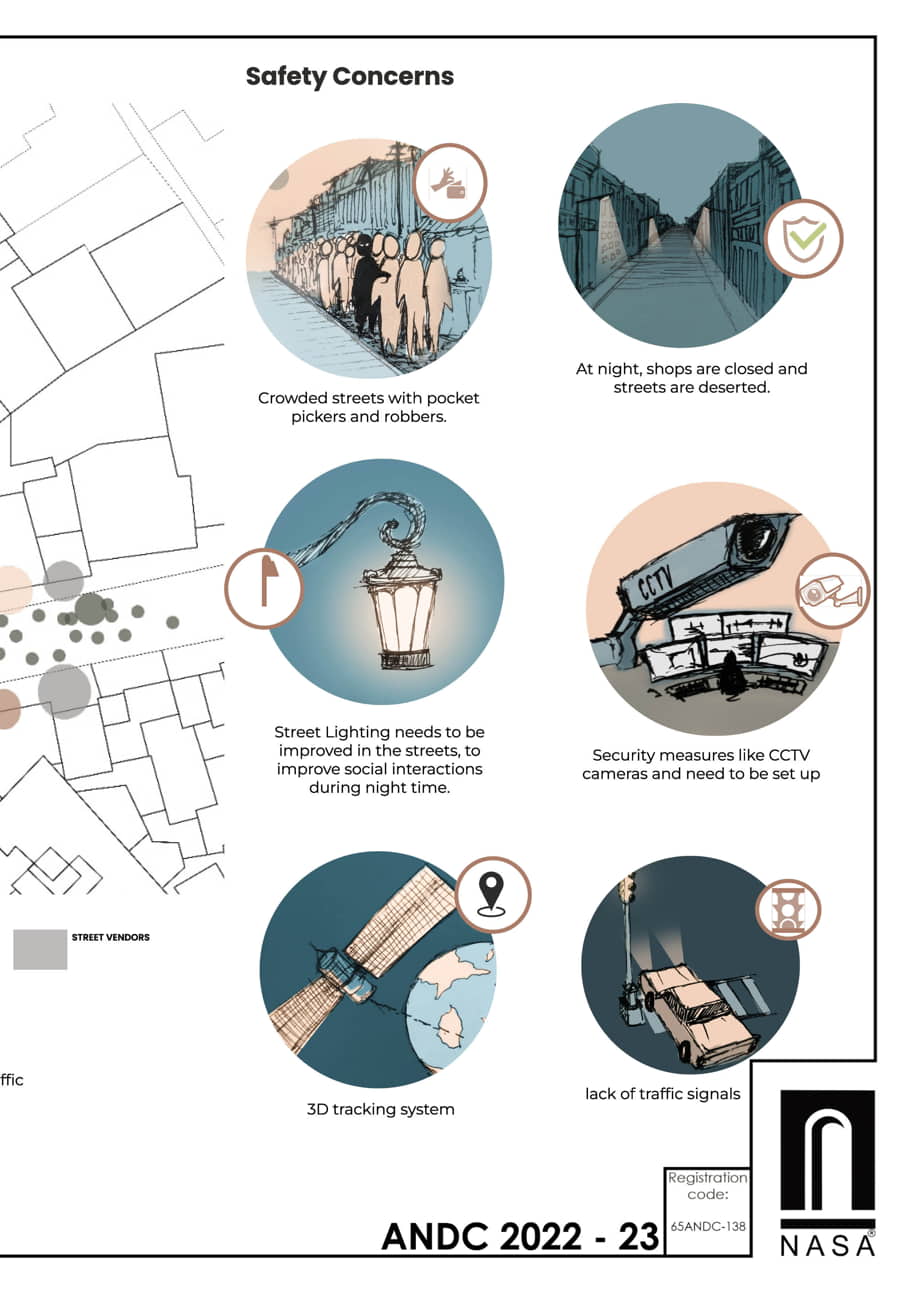 Safety Concerns
Crowded streets with pocket
pickers and robbers.
At night, shops are closed and
streets are deserted.
Street Lighting needs to be
improved in the streets, to
improve social interactions
during night time.
CCTV
Security measures like CCTV
cameras and need to be set up
STREET VENDORS
ffic
3D tracking system
lack of traffic signals
Registration
code:
65ANDC-138
ANDC 2022 - 23
NASA®